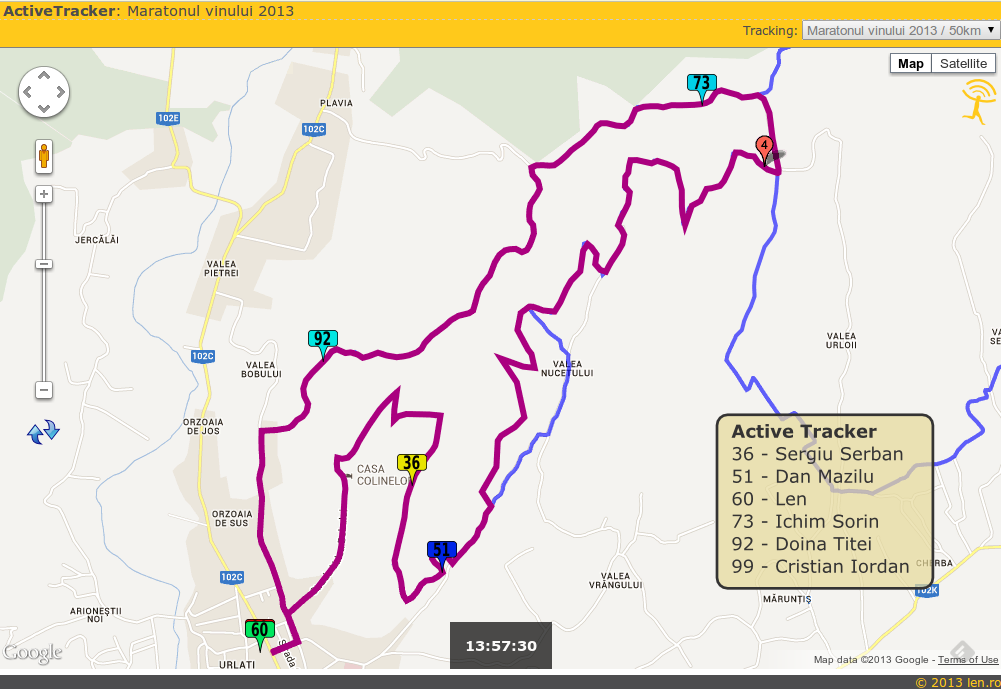 ActiveTracker: Maratonul vinului 2013
Tracking: Maratonul vinului 2013 / 50km
Map Satellite
73
PLAVIA
102E
102C
4
JERCĂLĂI
VALEA
PIETREI
92
102C
VALEA
BOBULUI
VALEA
NUCETULUI
VALEA
URLOII
VA
SE
ORZOAIA
DE JOS
36
CASA
COLINELOR
Active Tracker
36 - Sergiu Serban
51 - Dan Mazilu
60 - Len
73 - Ichim Sorin
92 - Doina Titei
99 - Cristian Iordan
ORZOAIA
DE SUS
51
102C
VALEA
VRÂNGULUI
CHERBA
102K
MĂRUNȚIȘ
ARIONEȘTII
NOI
60
Strada
URLATI
13:57:30
Google
Map data ©2013 Google - Terms of Use
© 2013 len.ro